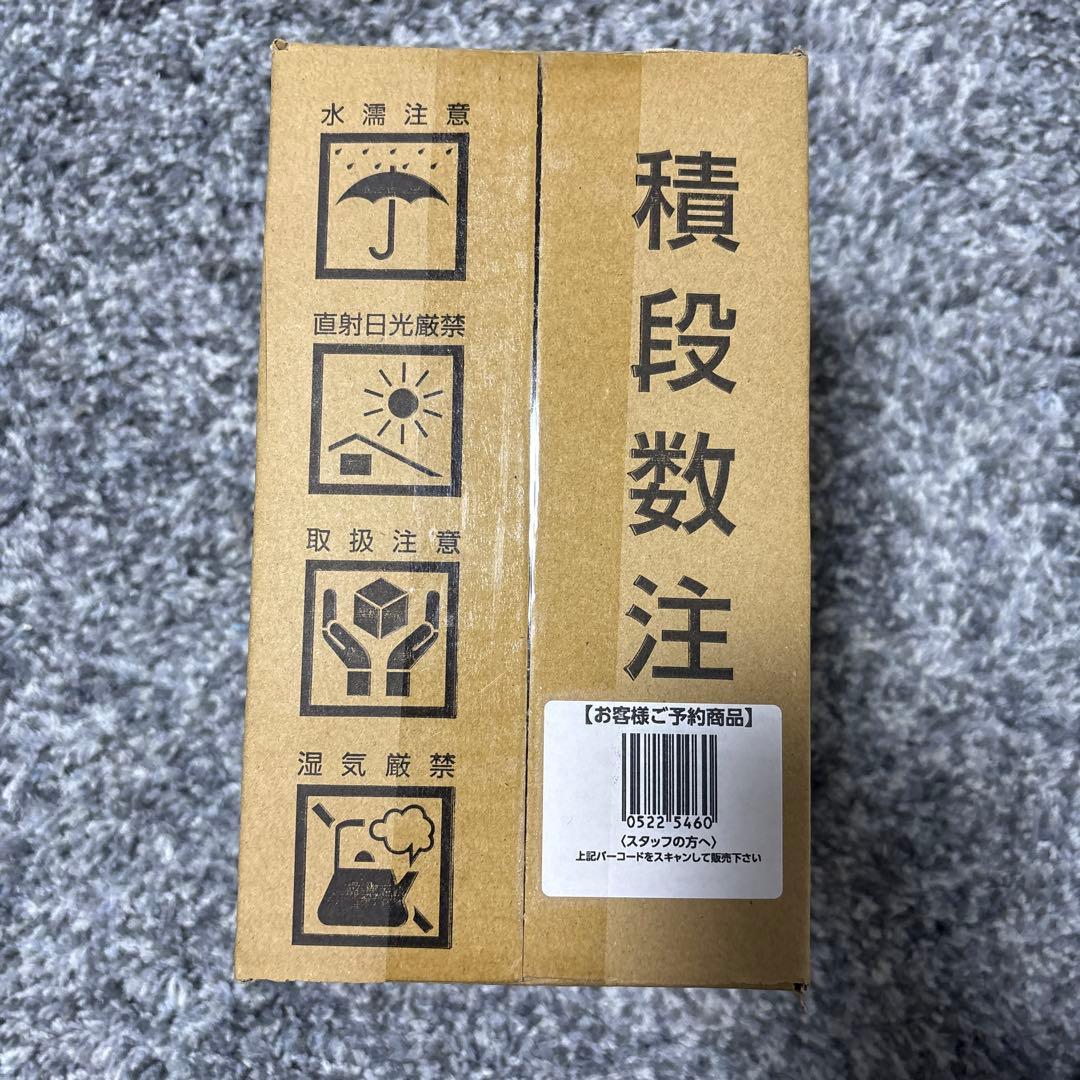 水濡注意
直射日光厳禁
取扱注意
湿気厳禁
積段数注
【お客様ご予約商品】
0522 5460
〈スタッフの方へ〉
上記バーコードをスキャンして販売下さい